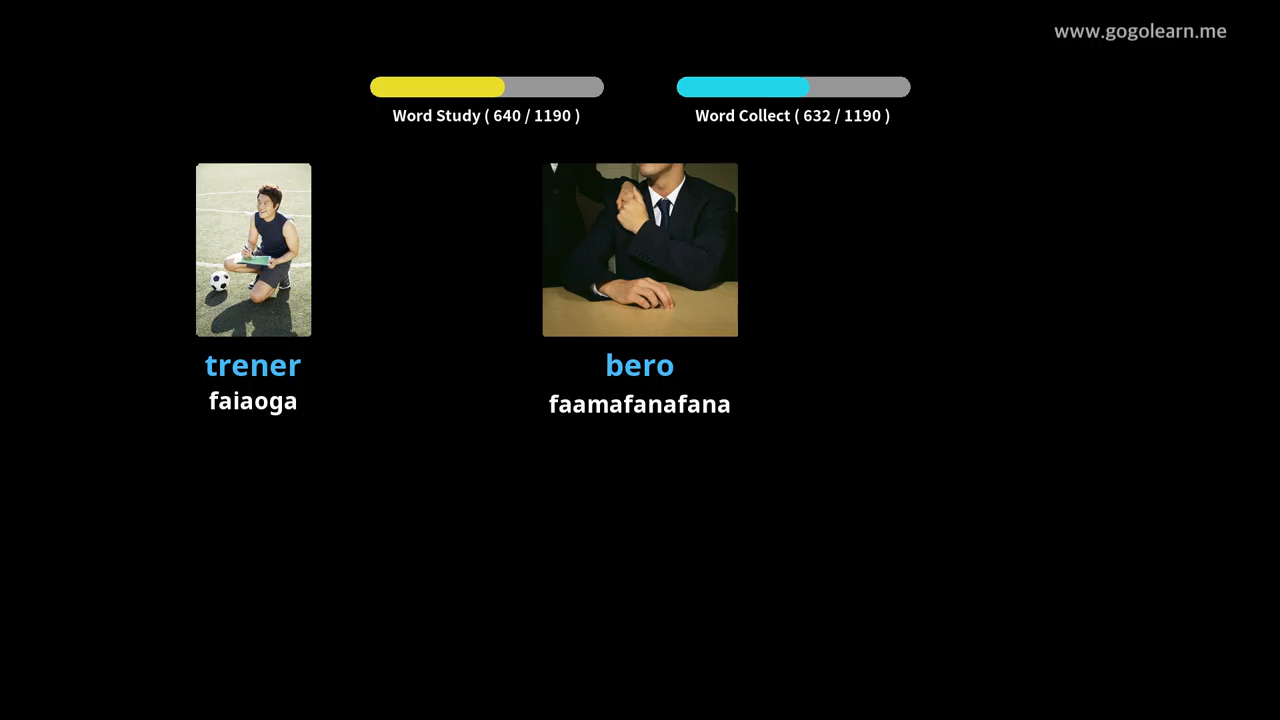 www.gogolearn.me
Word Study ( 640 / 1190 )
Word Collect ( 632 / 1190 )
trener
faiaoga
bero
faamafanafana